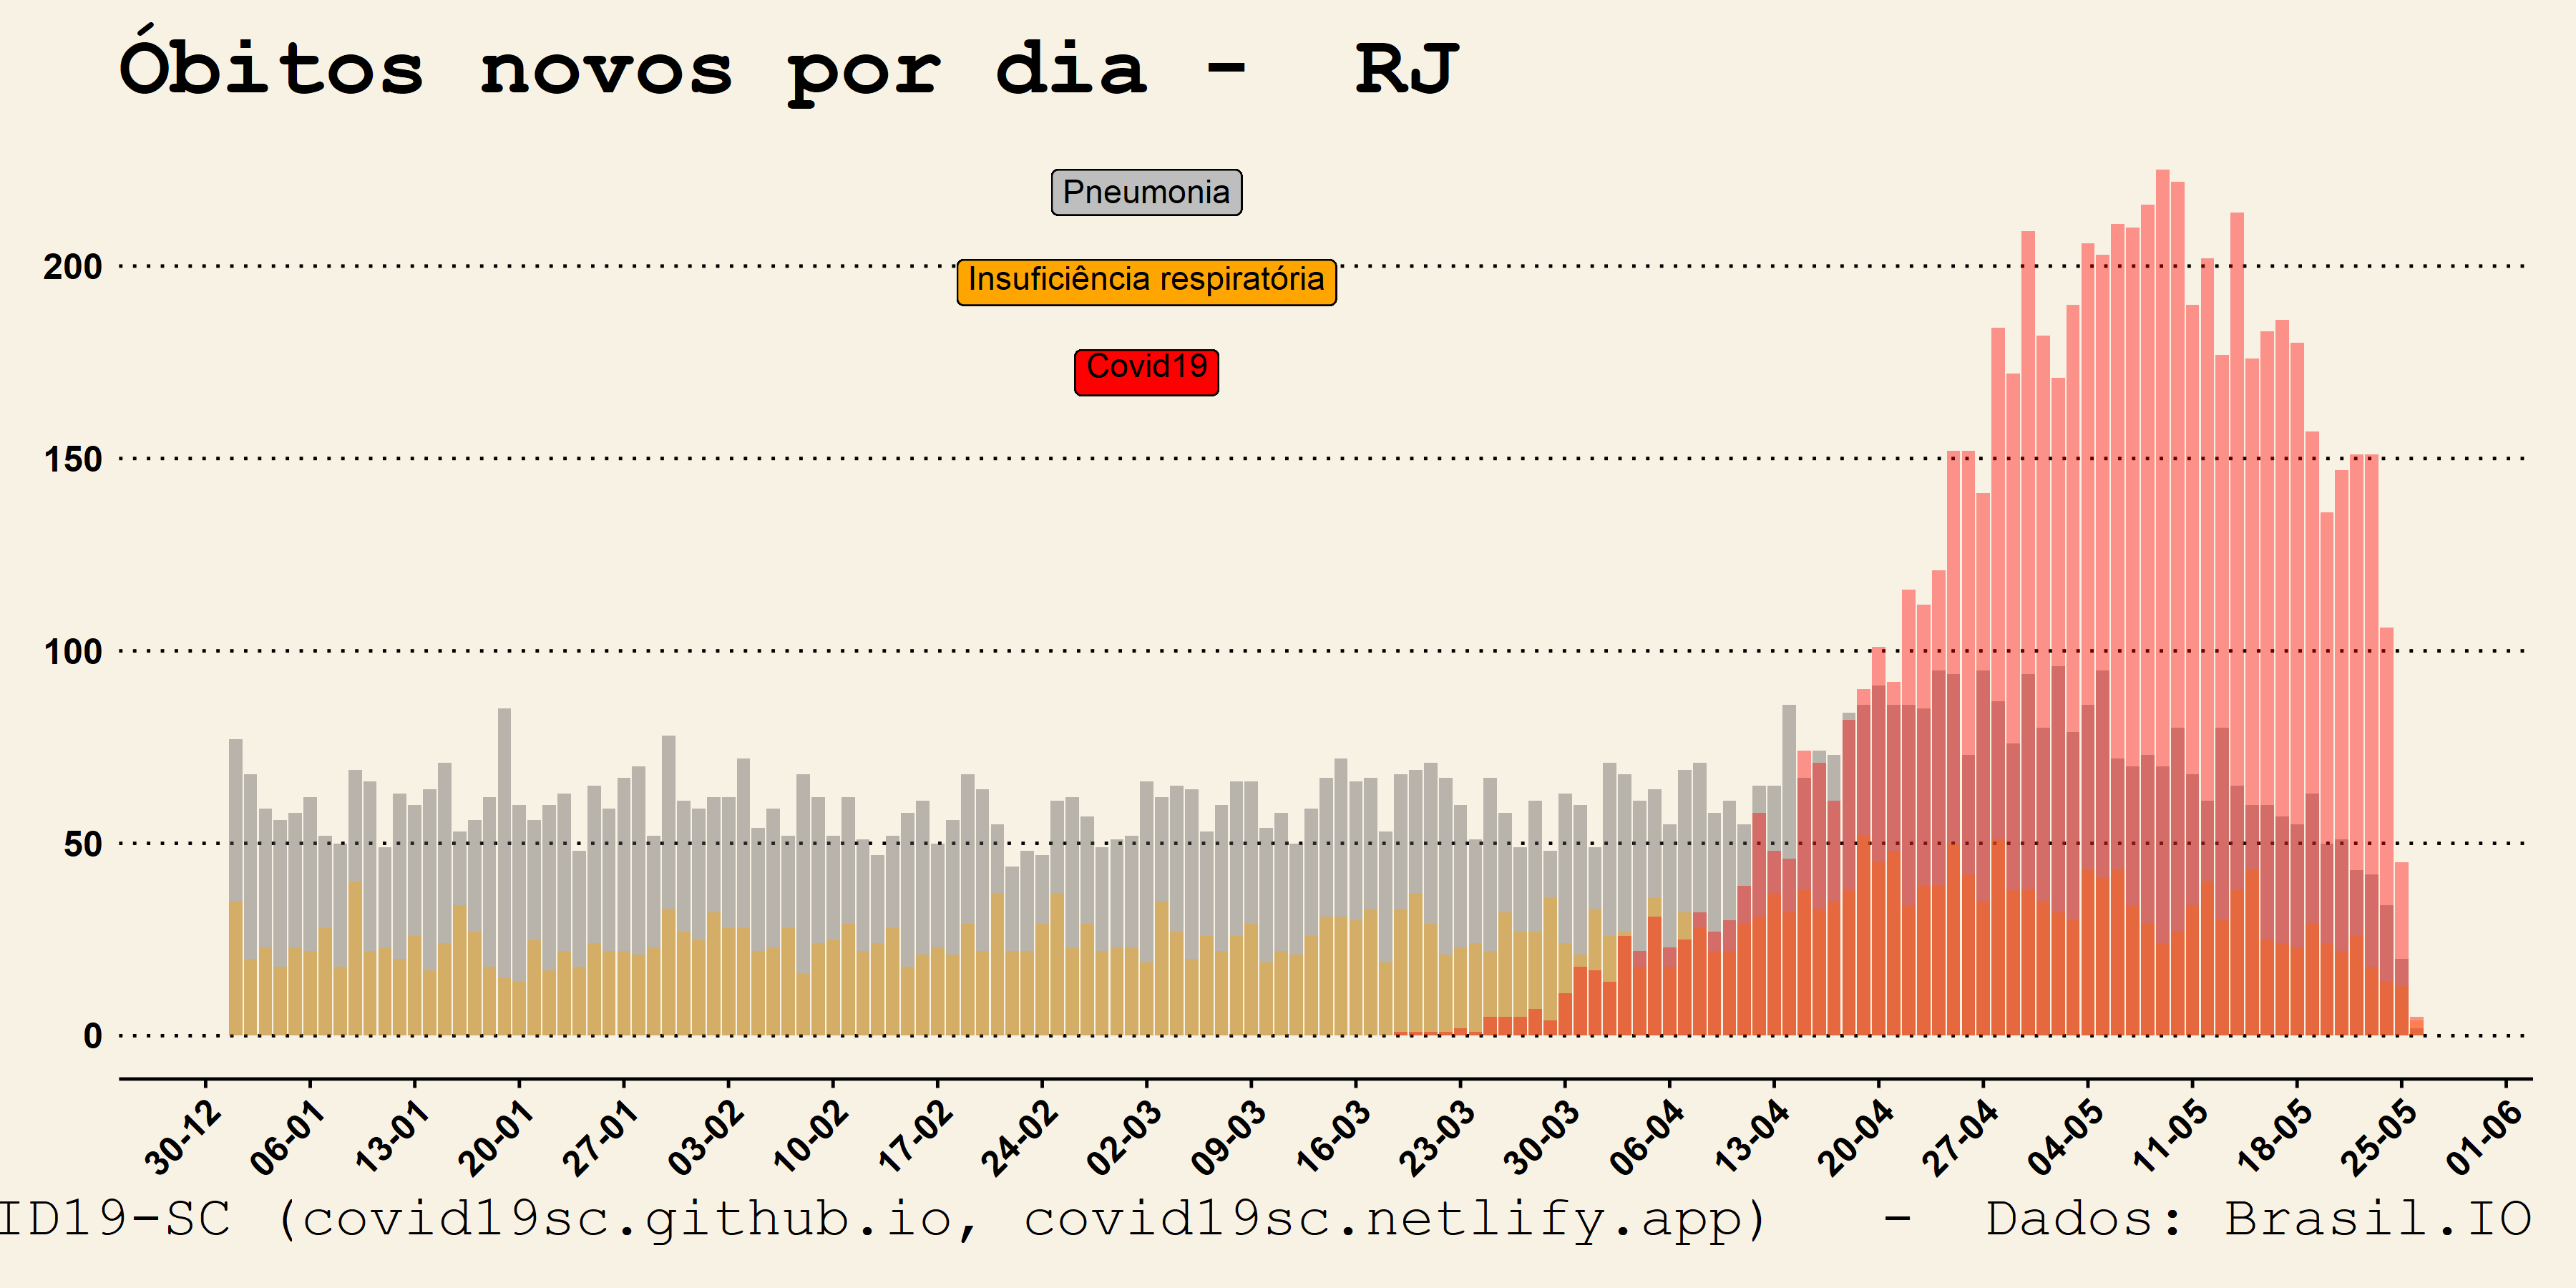 Óbitos novos por dia -  RJ
Pneumonia
Insuficiência respiratória
Covid19
200
150
100
50
0
30-12 06-01 13-01 20-01 27-01 03-02 10-02 17-02 24-02 02-03 09-03 16-03 23-03 30-03 06-04 13-04 20-04 27-04 04-05 11-05 18-05 25-05 01-06
ID19-SC (covid19sc.github.io, covid19sc.netlify.app)  - Dados: Brasil.IO